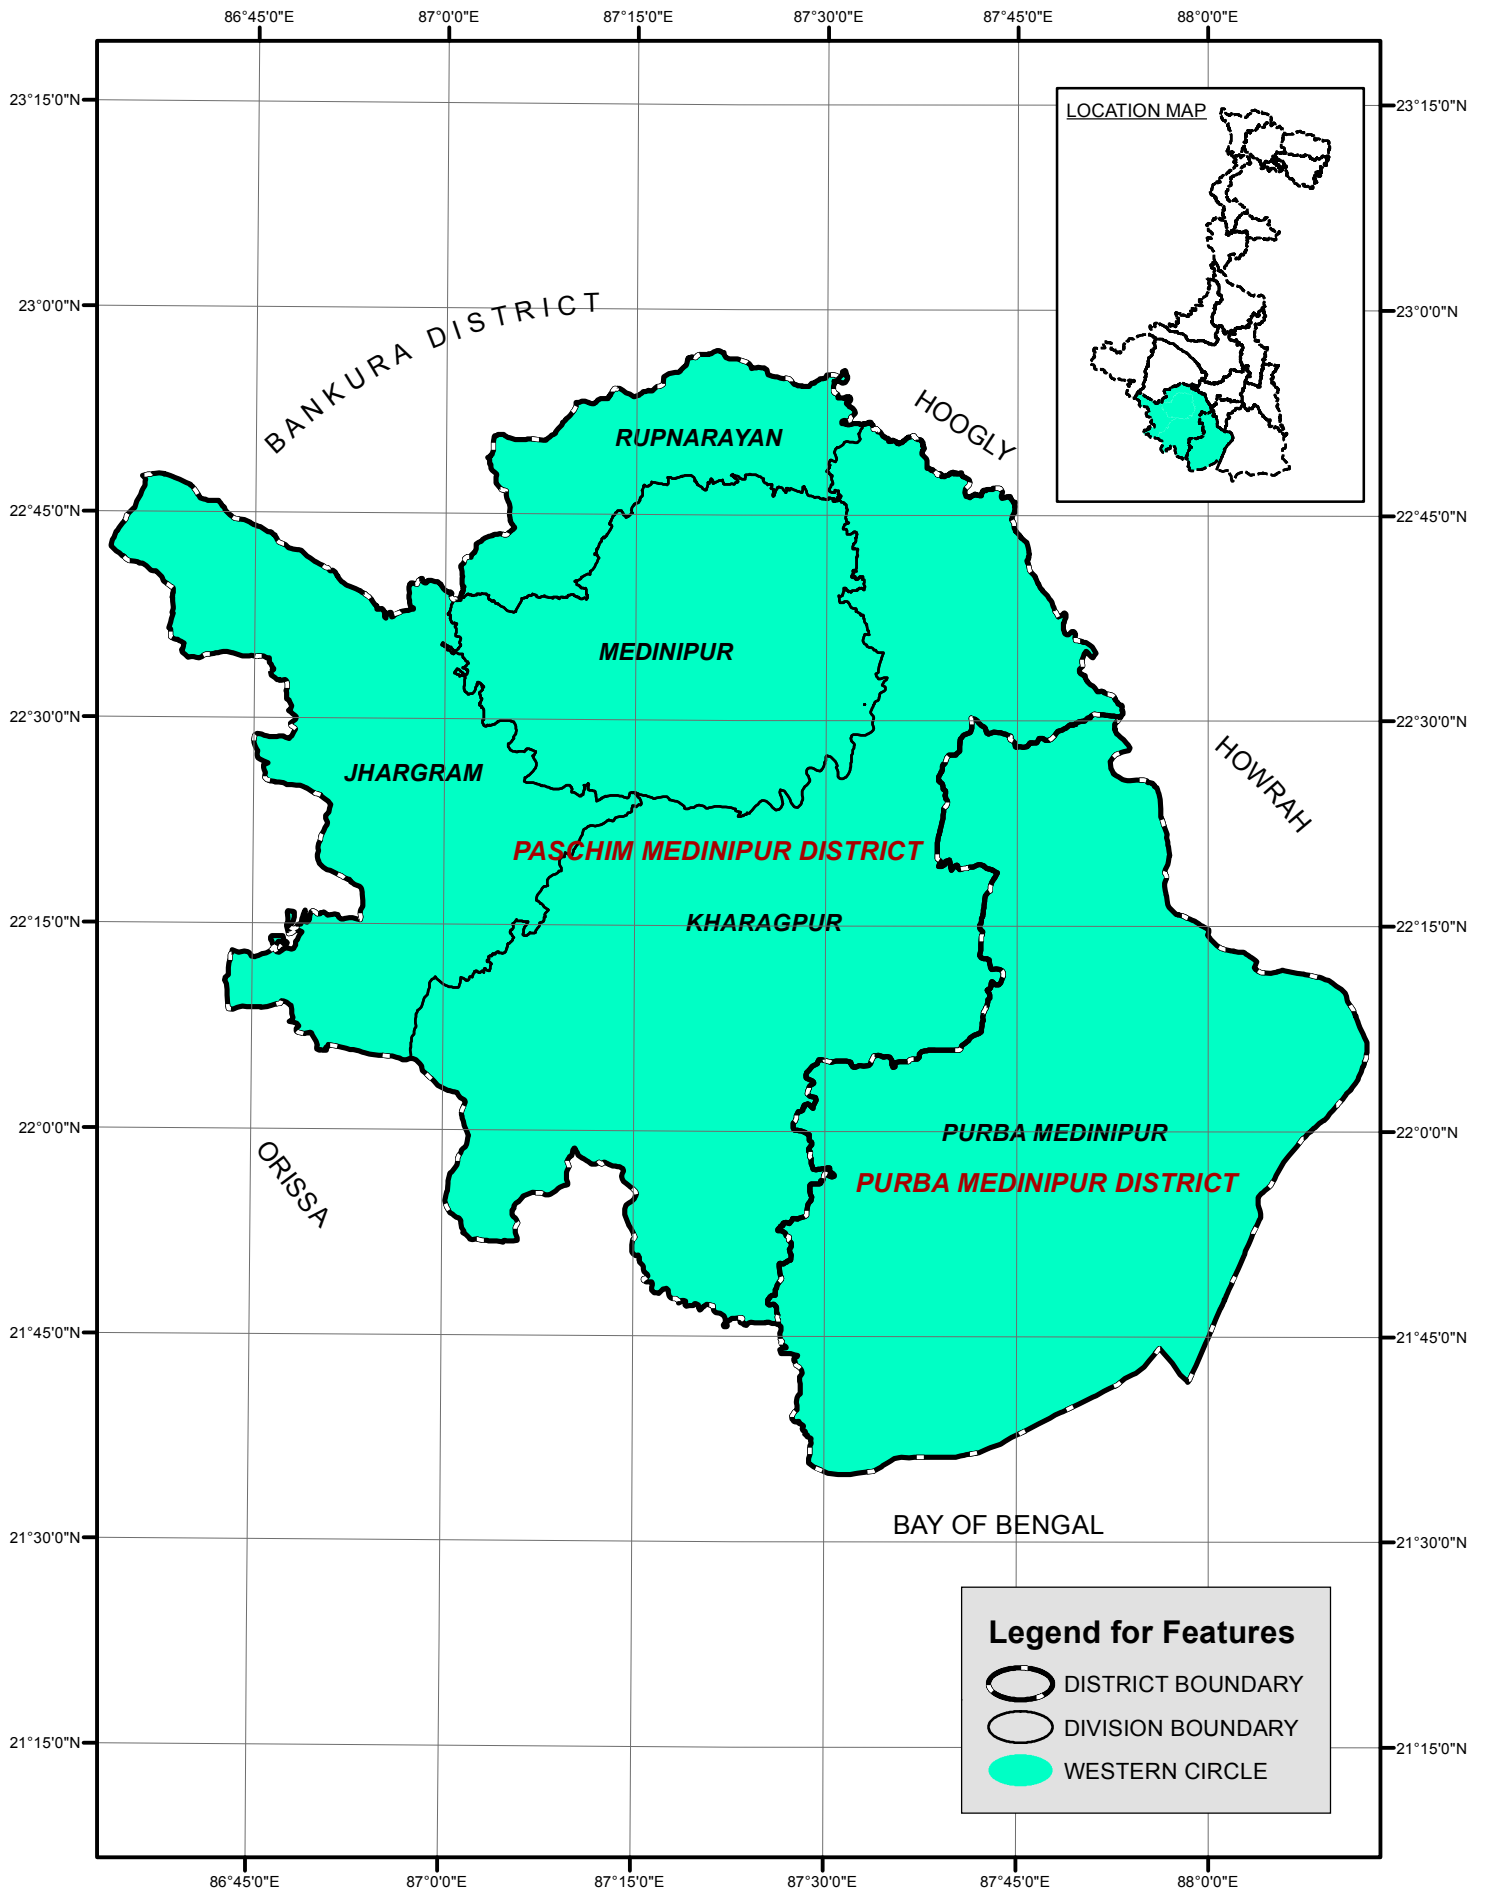 86°45'0"E 87°0'0"E 87°15'0"E 87°30'0"E 87°45'0"E 88°0'0"E
23°15'0"N 23°15'0"N
LOCATION MAP
23°0'0"N 23°0'0"N
BANKURA DISTRICT
HOOGLY
RUPNARAYAN
22°45'0"N 22°45'0"N
MEDINIPUR
22°30'0"N 22°30'0"N
HOWRAH
JHARGRAM
PASCHIM MEDINIPUR DISTRICT
KHARAGPUR
22°15'0"N 22°15'0"N
22°0'0"N 22°0'0"N
PURBA MEDINIPUR
ORISSA
PURBA MEDINIPUR DISTRICT
21°45'0"N 21°45'0"N
BAY OF BENGAL
21°30'0"N 21°30'0"N
Legend for Features
DISTRICT BOUNDARY
DIVISION BOUNDARY
WESTERN CIRCLE
21°15'0"N 21°15'0"N
86°45'0"E 87°0'0"E 87°15'0"E 87°30'0"E 87°45'0"E 88°0'0"E